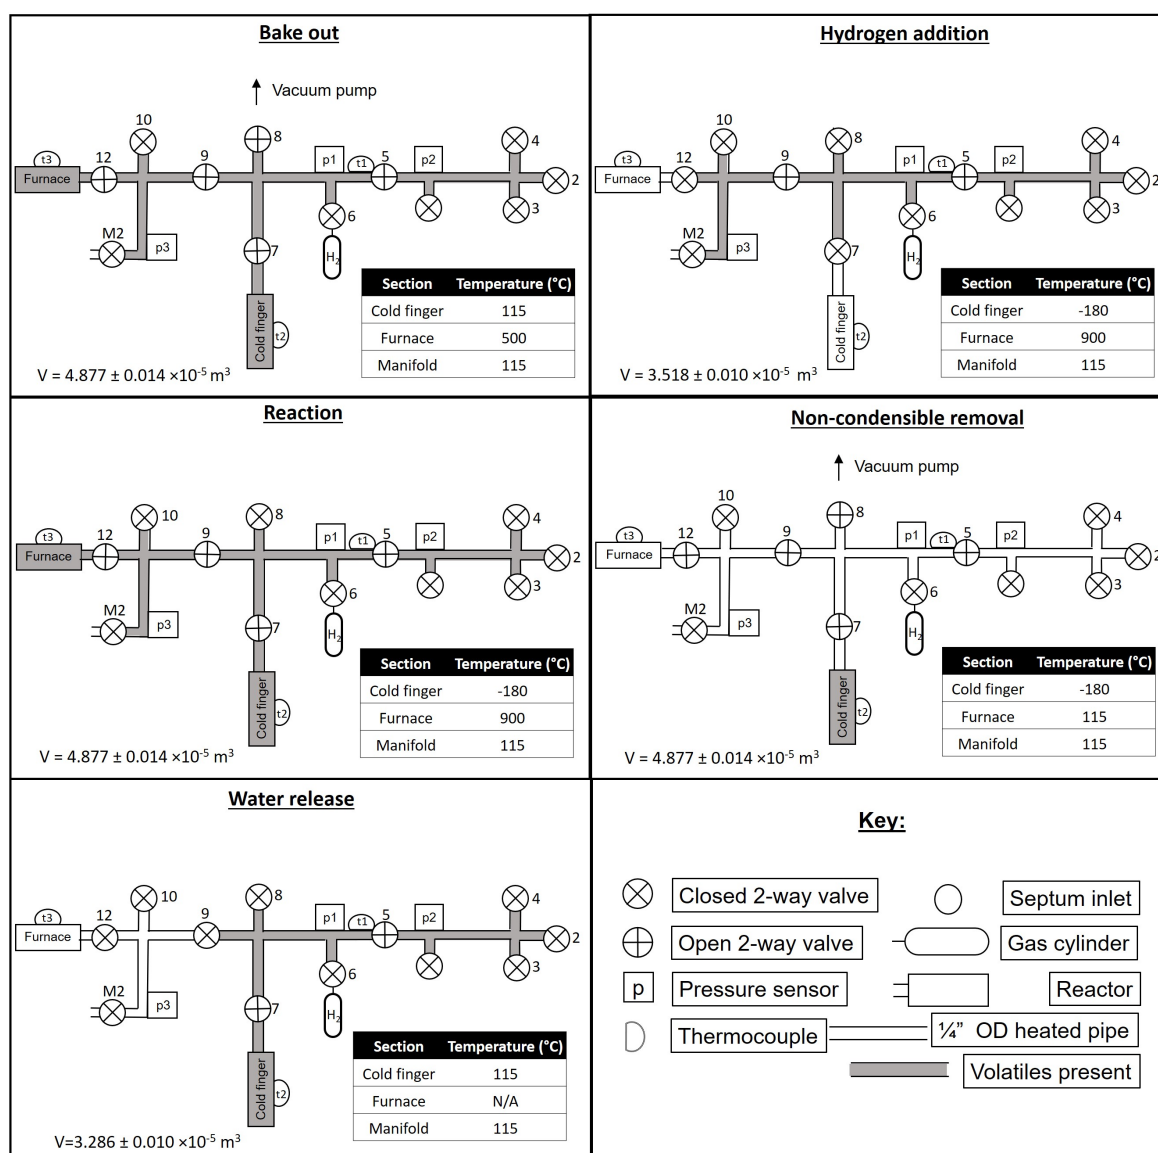 Bake out
Vacuum pump
10
8
4
t3
12
9
p1
t1
5
p2
Furnace
2
6
3
M2
p3
7
H2
Cold finger
t2
Section Temperature (°C)
Cold finger 115
Furnace 500
Manifold 115
V = 4.877 ± 0.014 ×10-5 m3
Hydrogen addition
10
8
4
t3
12
9
p1
t1
5
p2
Furnace
2
6
3
M2
p3
7
H2
Cold finger
t2
Section Temperature (°C)
Cold finger -180
Furnace 900
Manifold 115
V = 3.518 ± 0.010 ×10-5 m3
Reaction
10
8
4
t3
12
9
p1
t1
5
p2
Furnace
2
6
3
M2
p3
7
H2
Cold finger
t2
Section Temperature (°C)
Cold finger -180
Furnace 900
Manifold 115
V = 4.877 ± 0.014 ×10-5 m3
Non-condensible removal
Vacuum pump
10
8
4
t3
12
9
p1
t1
5
p2
Furnace
2
6
3
M2
p3
7
H2
Cold finger
t2
Section Temperature (°C)
Cold finger -180
Furnace 115
Manifold 115
V = 4.877 ± 0.014 ×10-5 m3
Water release
10
8
4
t3
12
9
p1
t1
5
p2
Furnace
2
6
3
M2
p3
7
H2
Cold finger
t2
Section Temperature (°C)
Cold finger 115
Furnace N/A
Manifold 115
V=3.286 ± 0.010 ×10-5 m3
Key:
Closed 2-way valve
Septum inlet
Open 2-way valve
Gas cylinder
p
Pressure sensor
Reactor
Thermocouple
¼” OD heated pipe
Volatiles present